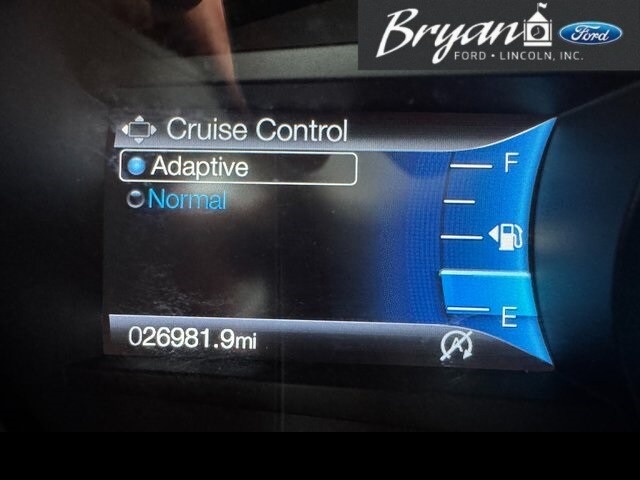 Bryan
Ford
FORD • LINCOLN, INC.
Cruise Control
Adaptive
Normal
F
E
026981.9mi
A